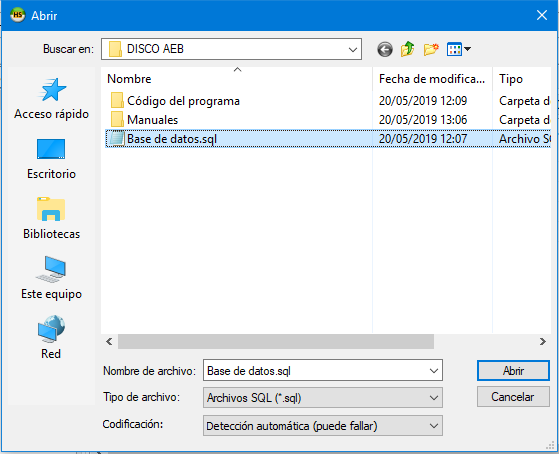 HS
Abrir
Buscar en: DISCO AEB
Nombre Fecha de modifica... Tipo
Código del programa 20/05/2019 12:09 Carpeta d
Manuales 20/05/2019 13:06 Carpeta d
Base de datos.sql 20/05/2019 12:07 Archivo S
Acceso rápido
Escritorio
Bibliotecas
Este equipo
Red
Nombre de archivo: Base de datos.sql Abrir
Tipo de archivo: Archivos SQL (*.sql) Cancelar
Codificación: Detección automática (puede fallar)